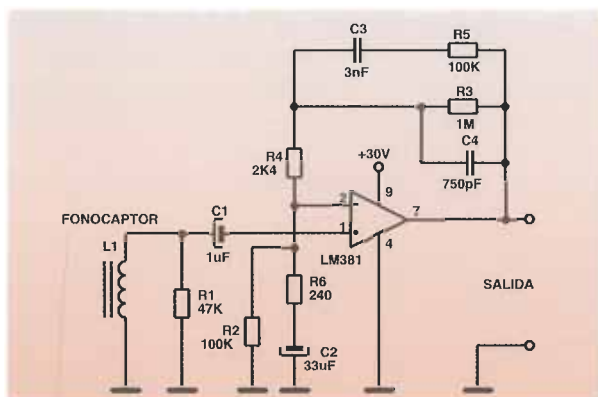 C3
3nF
R5
100K
R3
1M
C4
750pF
R4
2K4
+30V
9
2
7
1
4
LM381
FONOCAPTOR
C1
1uF
L1
R1
47K
R2
100K
R6
240
C2
33uF
SALIDA